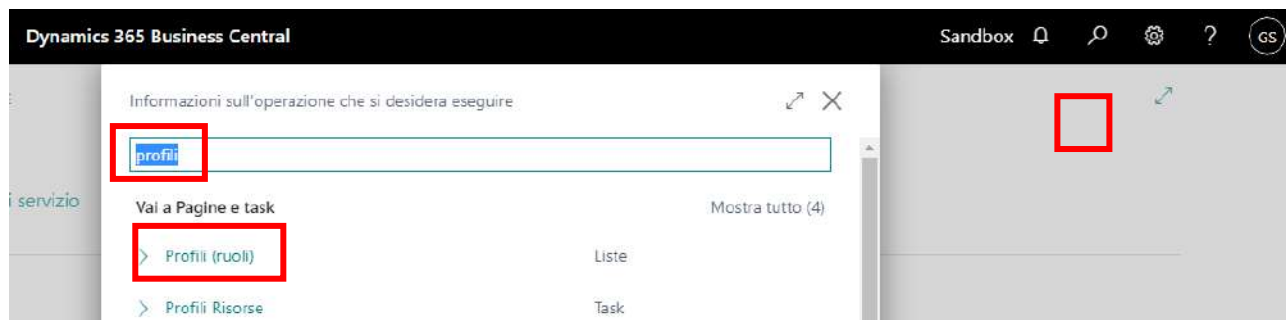 Dynamics 365 Business Central Sandbox ? GS
Informazioni sull'operazione che si desidera eseguire
profili
i servizio
Vai a Pagine e task Mostra tutto (4)
Profili (ruoli) Liste
Profili Risorse Task